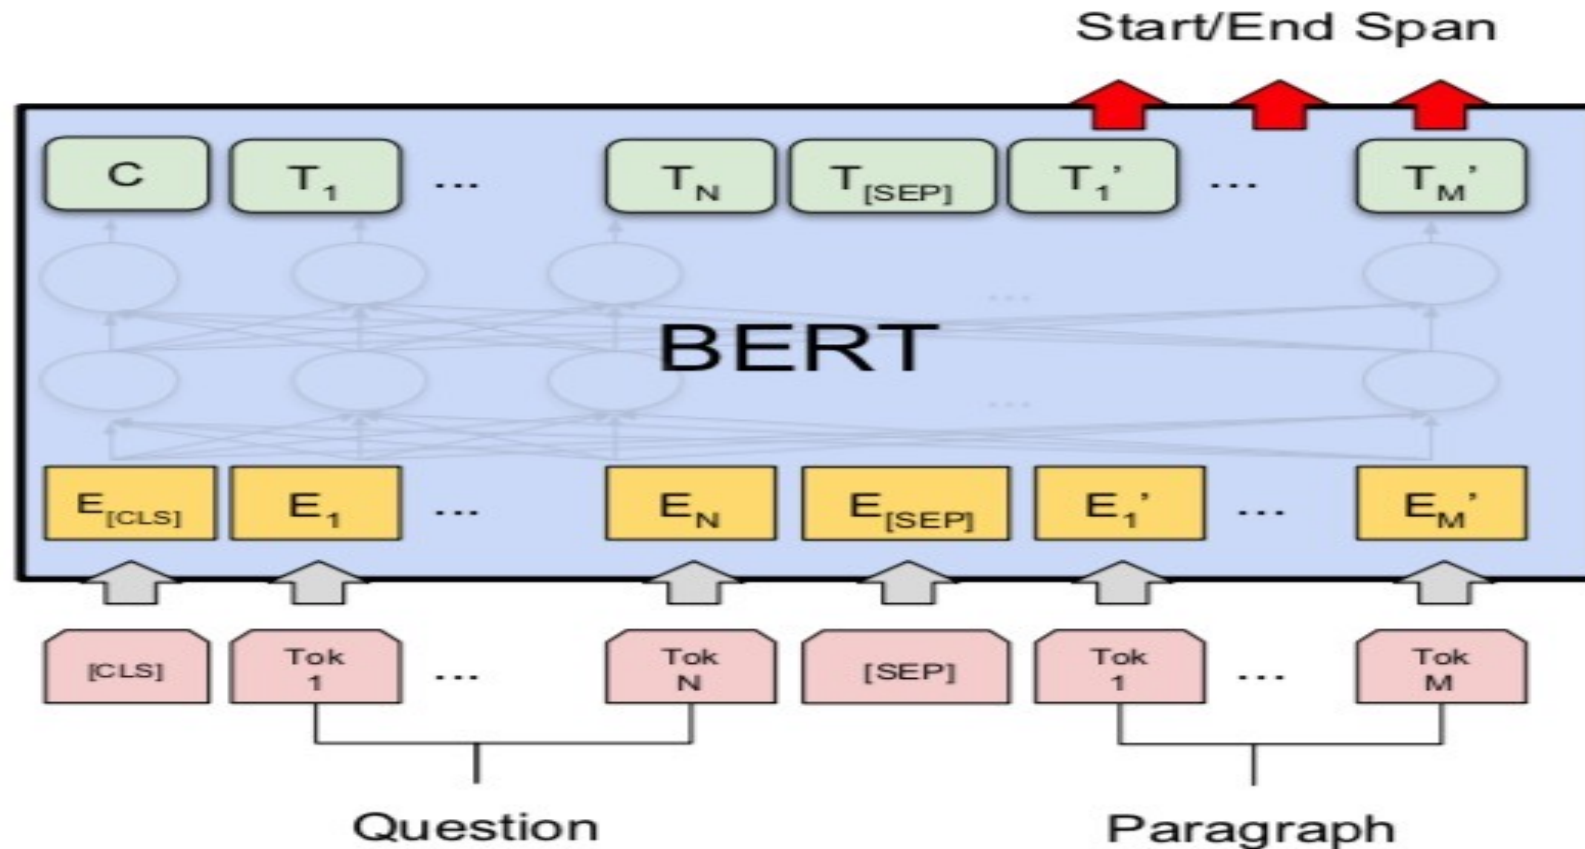 Start/End Span
C T1 ... TN T[SEP] T1’ ... TM’
...
BERT
...
E[CLS] E1 ... EN E[SEP] E1’ ... EM’
[CLS] Tok 1 ... Tok N [SEP] Tok 1 ... Tok M
Question Paragraph